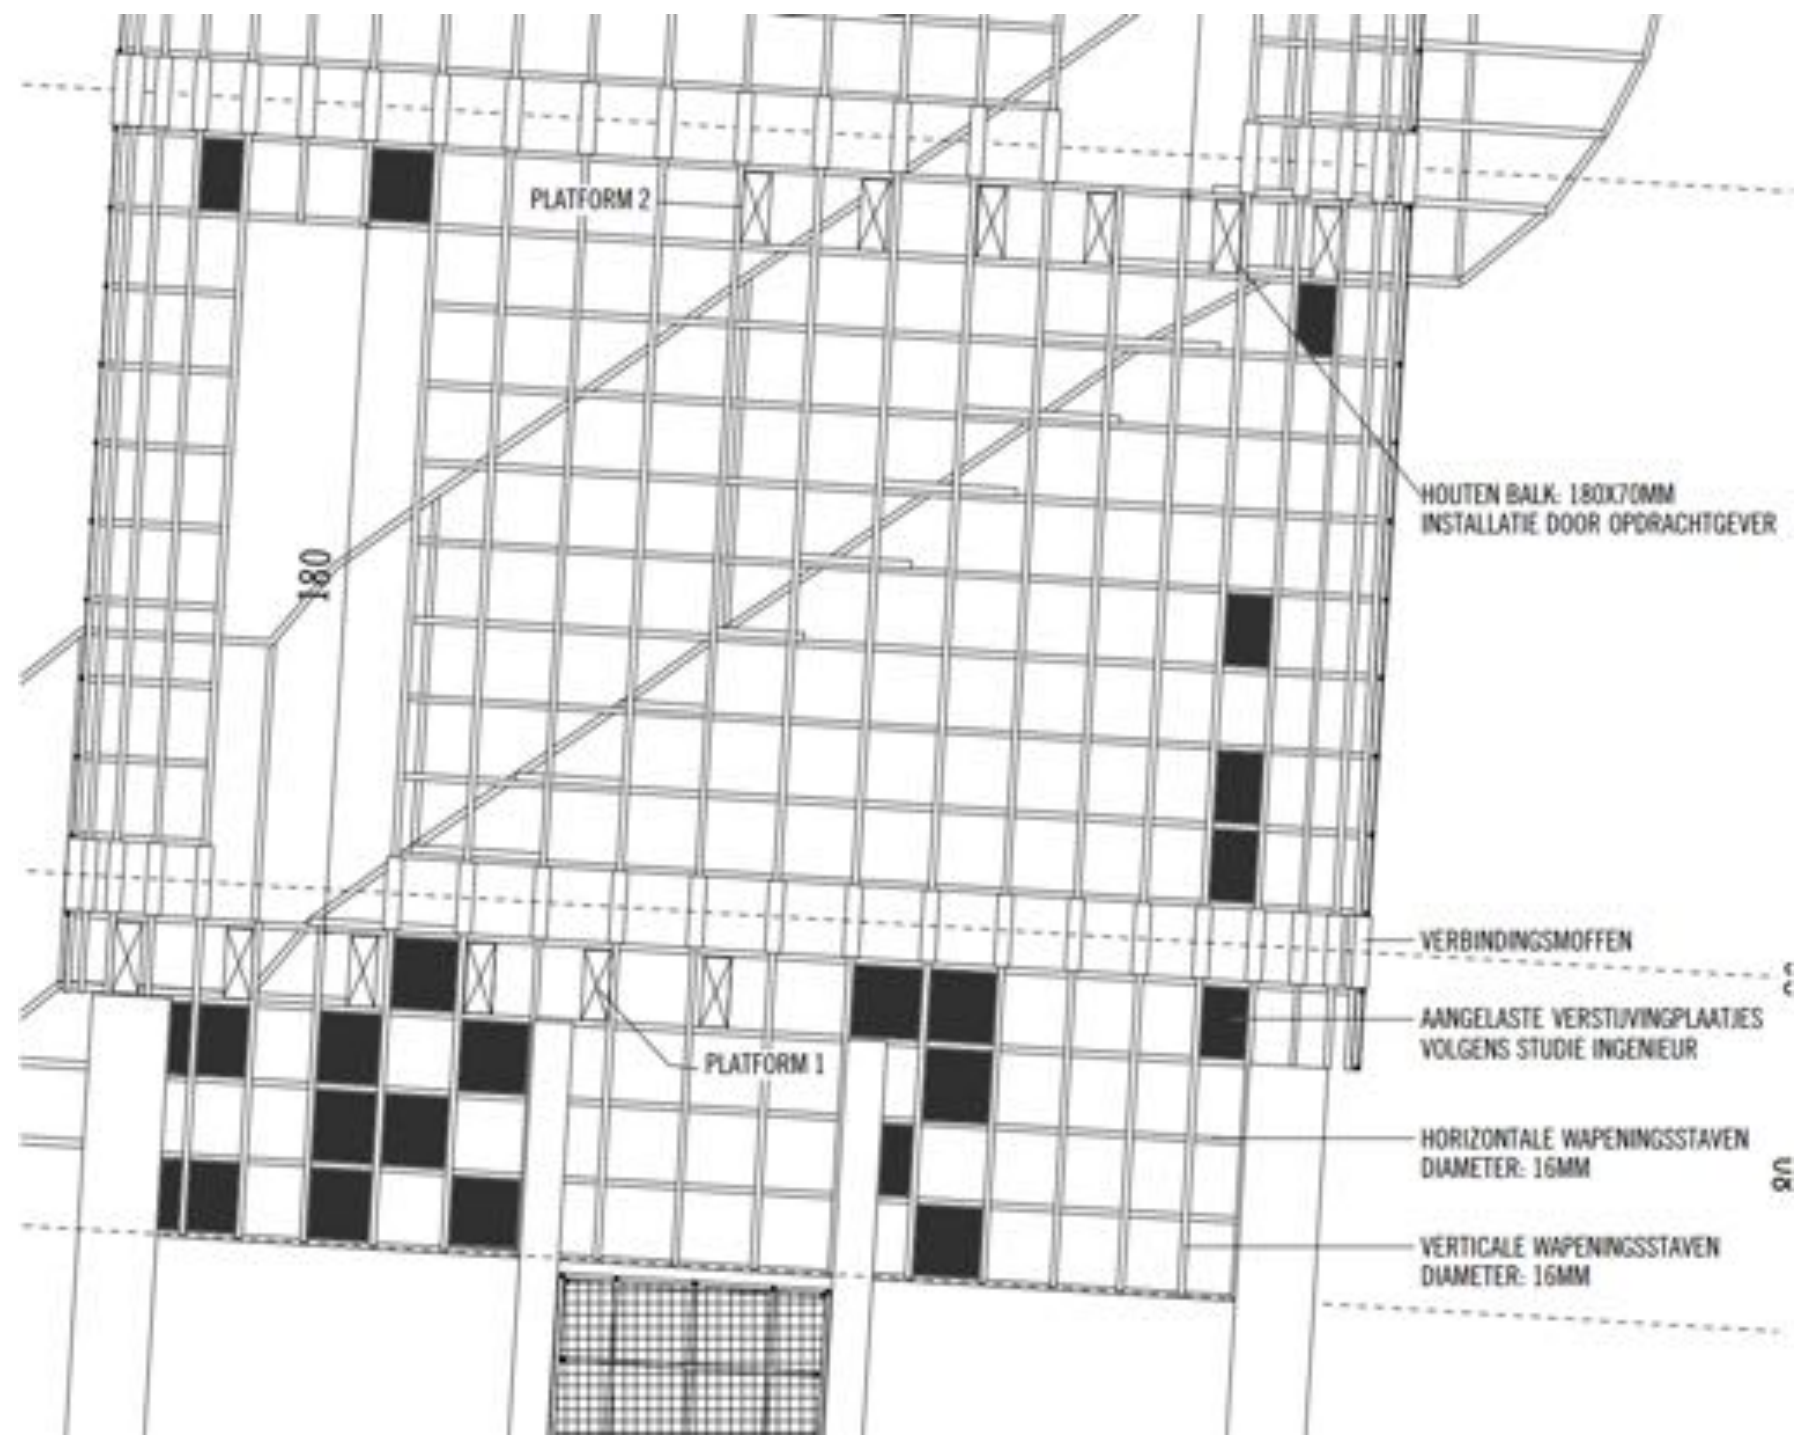 PLATFORM 2
HOUTEN BALK: 180X70MM
INSTALLATIE DOOR OPDRACHTGEVER
180
VERBINDINGSMOFFEN
AANGELASTE VERSTIJVINGPLAATJES
VOLGENS STUDIE INGENIEUR
PLATFORM 1
HORIZONTALE WAPENINGSSTAVEN
DIAMETER: 16MM
VERTICALE WAPENINGSSTAVEN
DIAMETER: 16MM